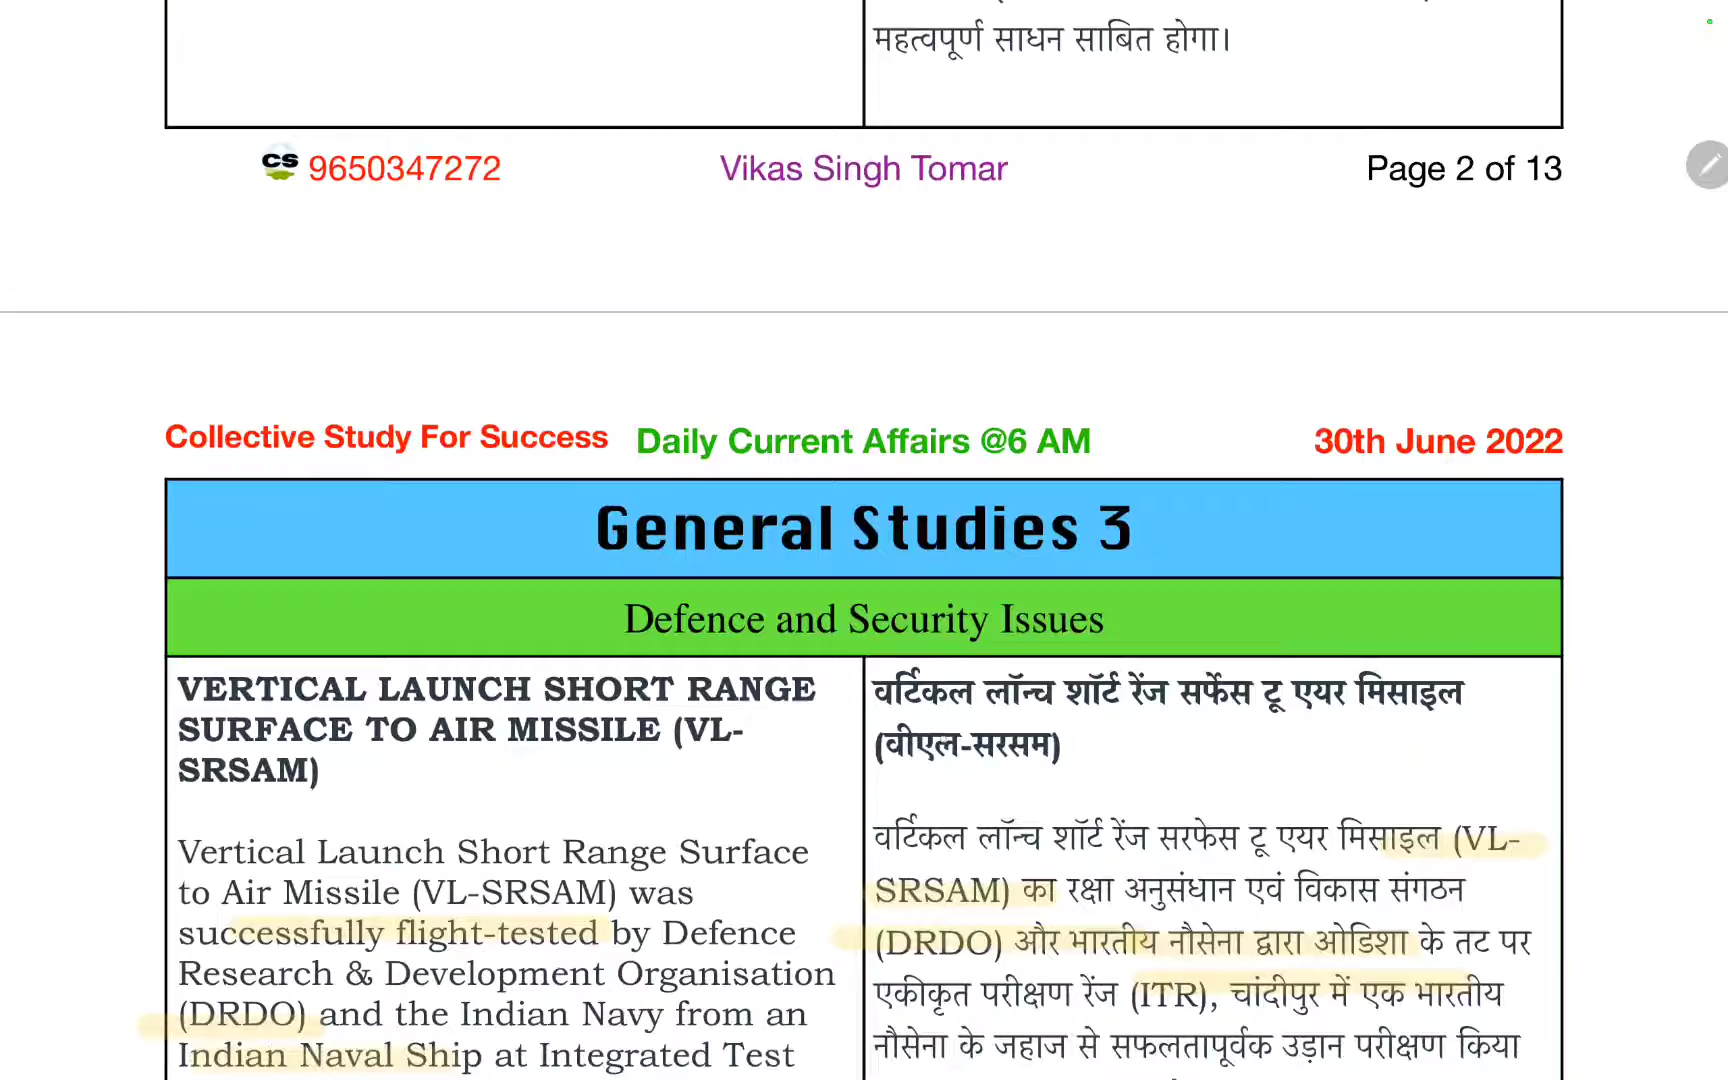 महत्वपूर्ण साधन साबित होगा।
CS 9650347272 Vikas Singh Tomar Page 2 of 13
Collective Study For Success Daily Current Affairs @6 AM 30th June 2022
General Studies 3
Defence and Security Issues
VERTICAL LAUNCH SHORT RANGE
SURFACE TO AIR MISSILE (VL-
SRSAM)
Vertical Launch Short Range Surface
to Air Missile (VL-SRSAM) was
successfully flight-tested by Defence
Research & Development Organisation
(DRDO) and the Indian Navy from an
Indian Naval Ship at Integrated Test
वर्टिकल लॉन्च शॉर्ट रेंज सर्फेस टू एयर मिसाइल
(वीएल-सरसम)
वर्टिकल लॉन्च शॉर्ट रेंज सरफेस टू एयर मिसाइल (VL-
SRSAM) का रक्षा अनुसंधान एवं विकास संगठन
(DRDO) और भारतीय नौसेना द्वारा ओडिशा के तट पर
एकीकृत परीक्षण रेंज (ITR), चांदीपुर में एक भारतीय
नौसेना के जहाज से सफलतापूर्वक उड़ान परीक्षण किया